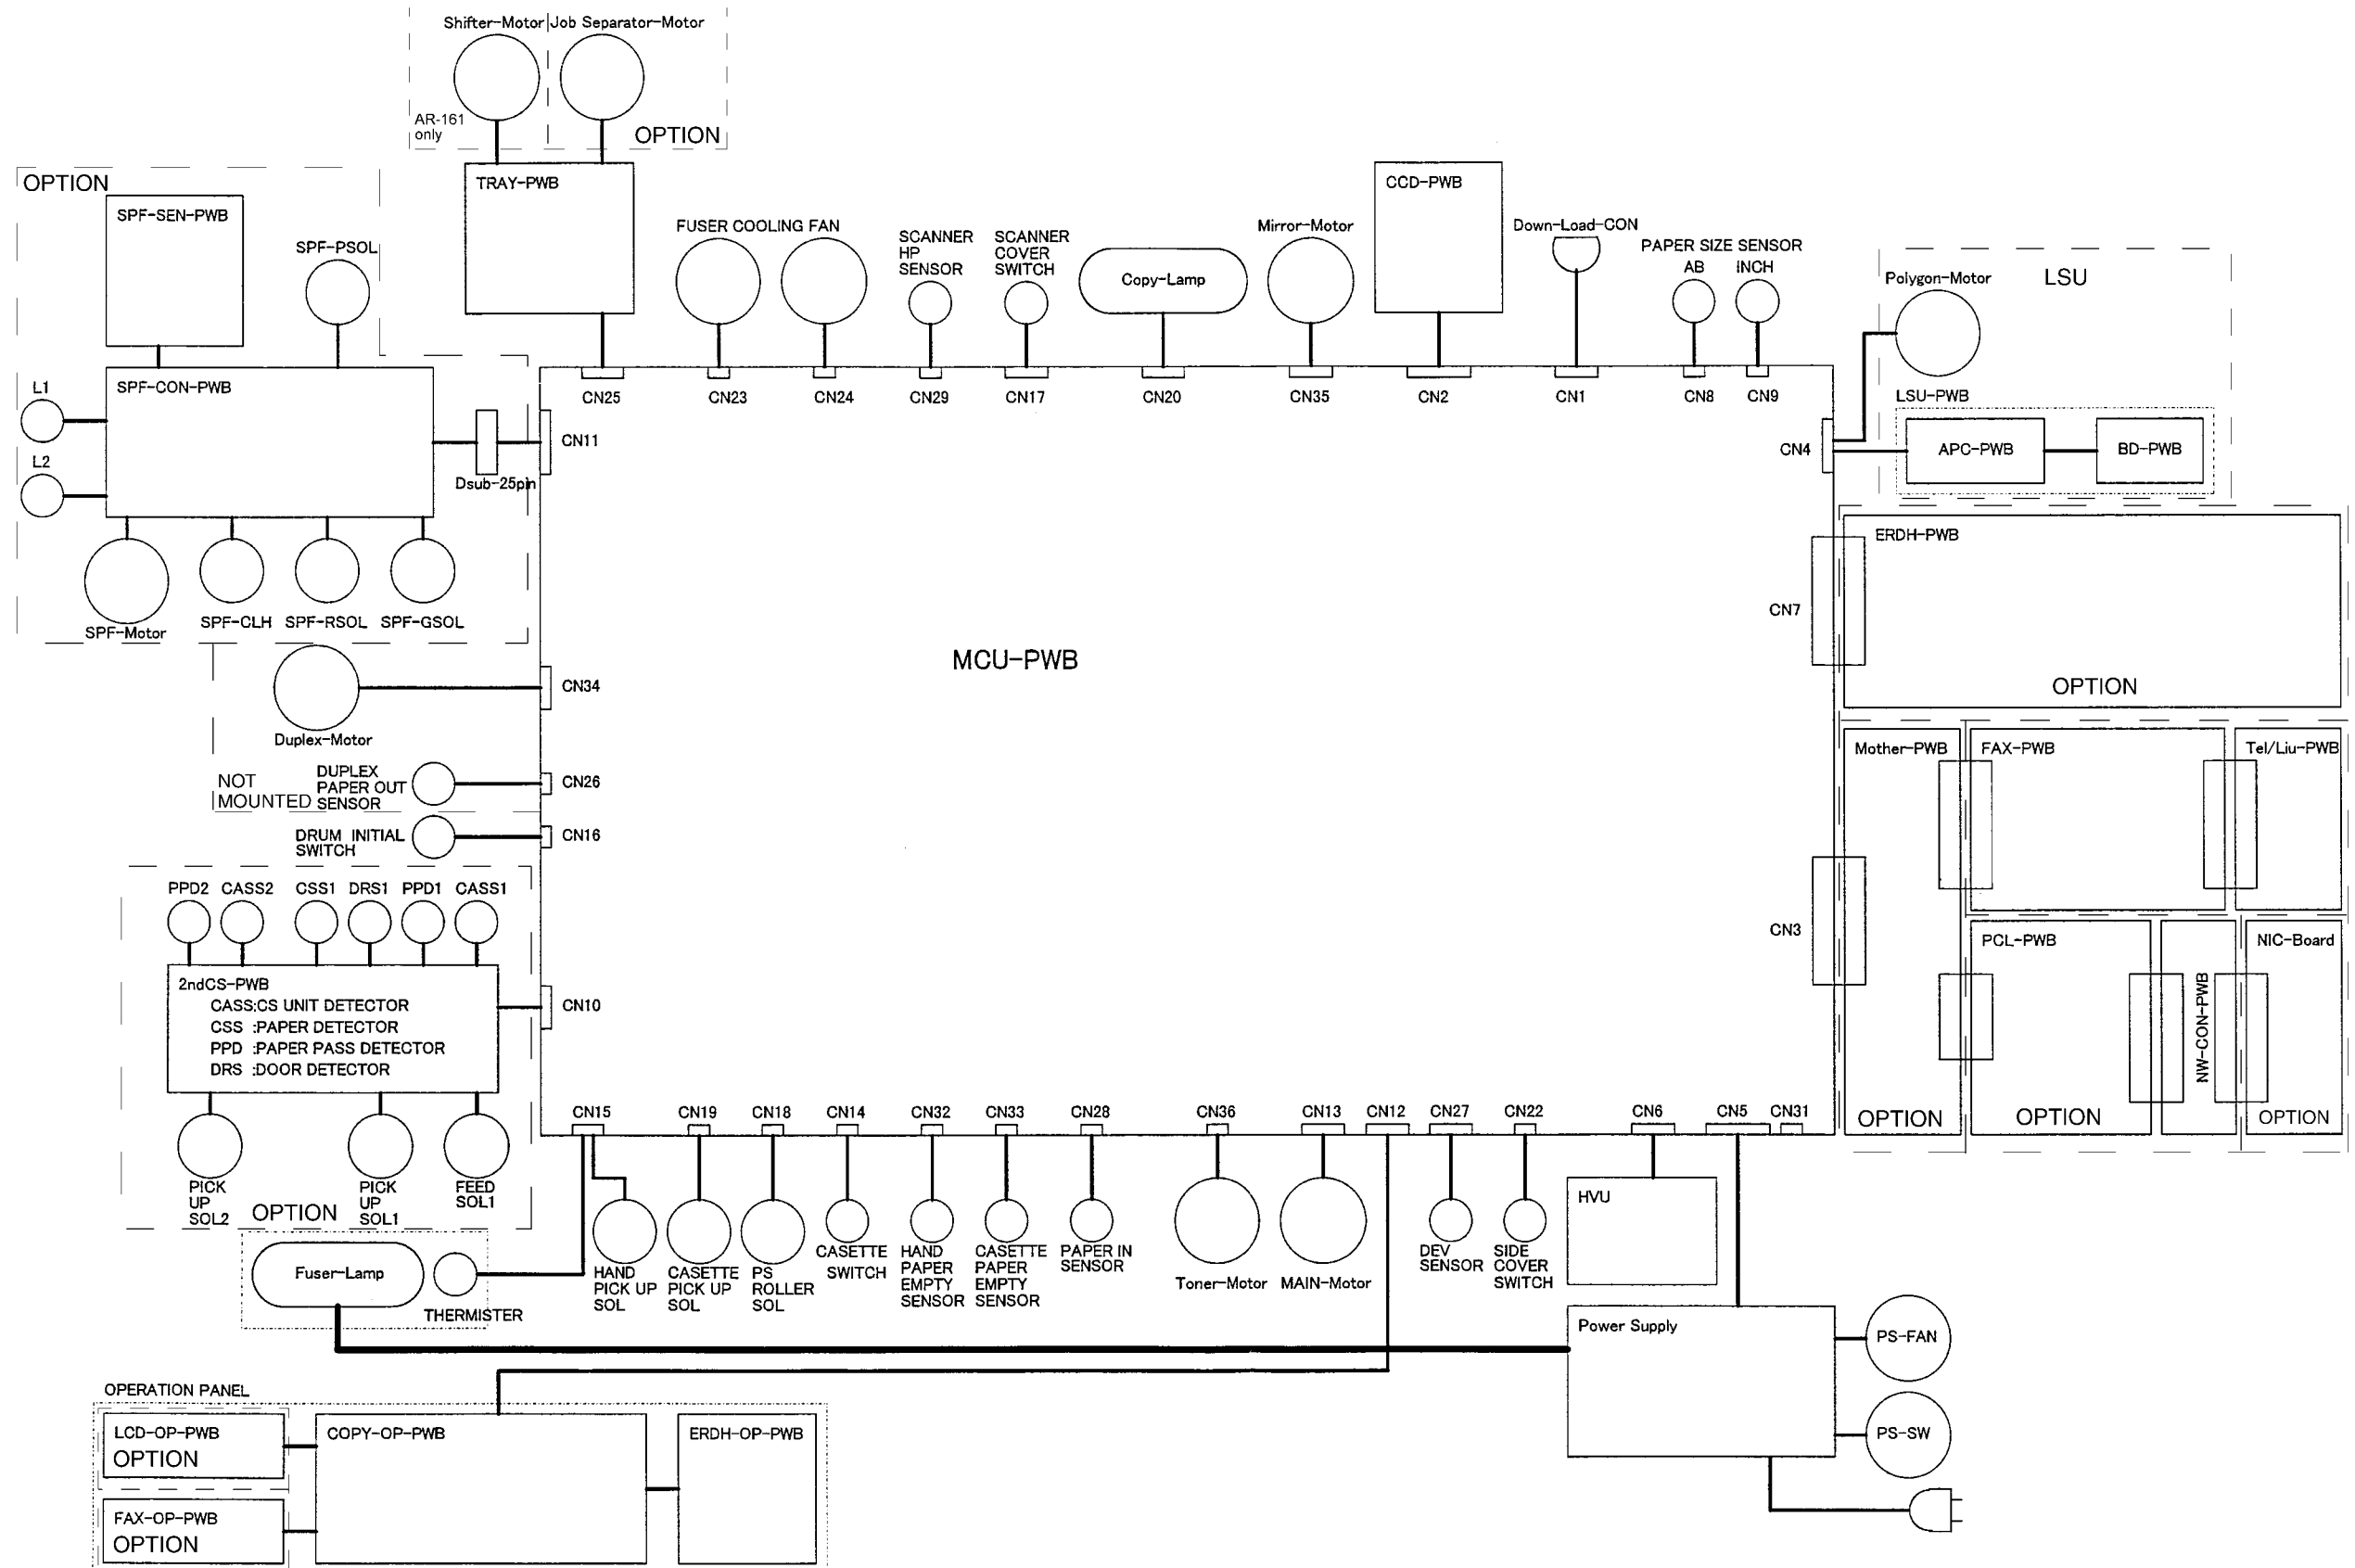 Shifter-Motor
Job Separator-Motor
AR-161
only
OPTION
TRAY-PWB
OPTION
SPF-SEN-PWB
SPF-PSOL
SPF-CON-PWB
L1
L2
Dsub-25pin
SPF-Motor
SPF-CLH
SPF-RSOL
SPF-GSOL
FUSER COOLING FAN
SCANNER
HP
SENSOR
SCANNER
COVER
SWITCH
Copy-Lamp
Mirror-Motor
CCD-PWB
Down-Load-CON
PAPER SIZE SENSOR
AB
INCH
Polygon-Motor
LSU
LSU-PWB
APC-PWB
BD-PWB
CN25
CN23
CN24
CN29
CN17
CN20
CN35
CN2
CN1
CN8
CN9
CN11
CN4
CN7
CN34
CN26
CN16
CN10
CN3
MCU-PWB
ERDH-PWB
OPTION
Duplex-Motor
NOT
MOUNTED
DUPLEX
PAPER OUT
SENSOR
DRUM INITIAL
SWITCH
Mother-PWB
OPTION
FAX-PWB
Tel/Liu-PWB
PCL-PWB
OPTION
NW-CON-PWB
NIC-Board
OPTION
PPD2
CASS2
CSS1
DRS1
PPD1
CASS1
2ndCS-PWB
CASS:CS UNIT DETECTOR
CSS :PAPER DETECTOR
PPD :PAPER PASS DETECTOR
DRS :DOOR DETECTOR
PICK
UP
SOL2
PICK
UP
SOL1
FEED
SOL1
OPTION
CN15
CN19
CN18
CN14
CN32
CN33
CN28
CN36
CN13
CN12
CN27
CN22
CN6
CN5
CN31
Fuser-Lamp
THERMISTER
HAND
PICK UP
SOL
CASETTE
PICK UP
SOL
PS
ROLLER
SOL
CASETTE
SWITCH
HAND
PAPER
EMPTY
SENSOR
CASETTE
PAPER
EMPTY
SENSOR
PAPER IN
SENSOR
Toner-Motor
MAIN-Motor
DEV
SENSOR
SIDE
COVER
SWITCH
HVU
Power Supply
PS-FAN
PS-SW
OPERATION PANEL
LCD-OP-PWB
OPTION
FAX-OP-PWB
OPTION
COPY-OP-PWB
ERDH-OP-PWB